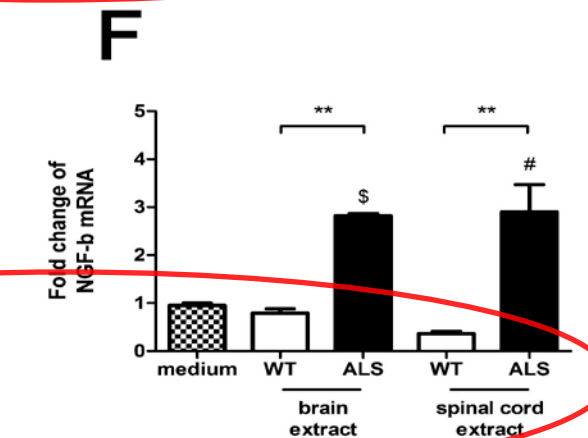 F
Fold change of
NGF-b mRNA
5
4
3
2
1
0
** **
$ #
medium WT ALS WT ALS
brain spinal cord
extract extract